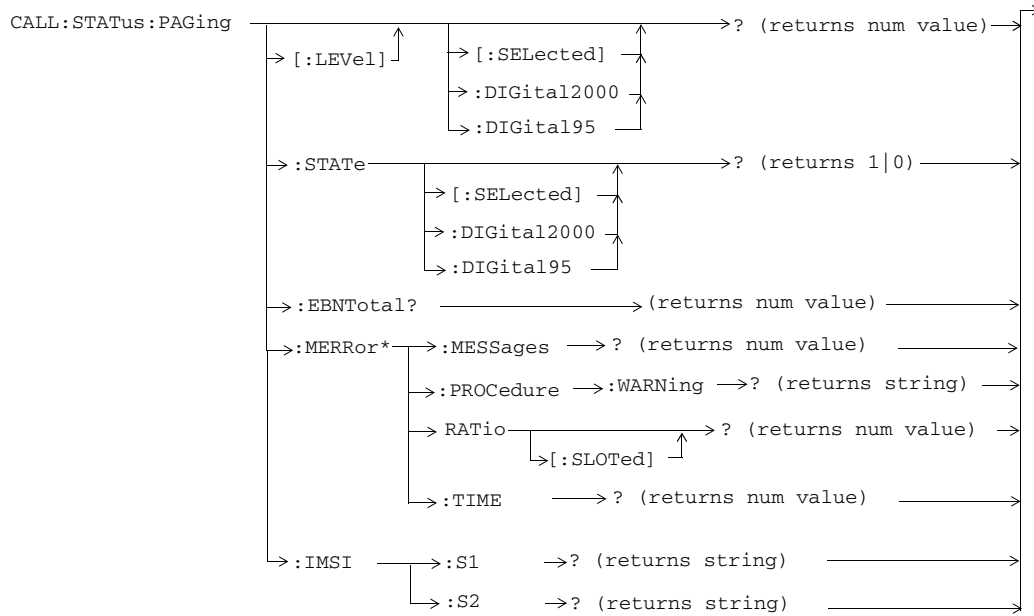 CALL:STATus:PAGing ? (returns num value)
[:LEVel] [:SELected]
:DIGital2000
:DIGital95
:STATe ? (returns 1|0)
[:SELected]
:DIGital2000
:DIGital95
:EBNTotal? (returns num value)
:MERRor* :MESSages ? (returns num value)
:PROCedure :WARNing ? (returns string)
RATio ? (returns num value)
[:SLOTed]
:TIME ? (returns num value)
:IMSI :S1 ? (returns string)
:S2 ? (returns string)